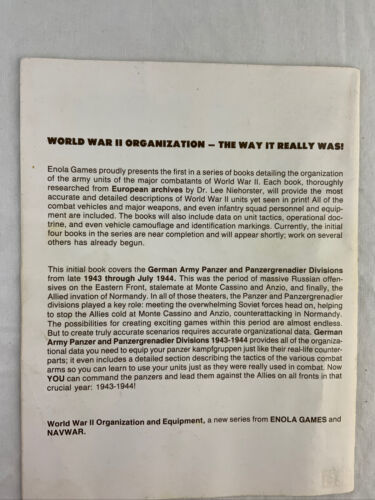 WORLD WAR II ORGANIZATION – THE WAY IT REALLY WAS!
Enola Games proudly presents the first in a series of books detailing the organization
of the army units of the major combatants of World War II. Each book, thoroughly
researched from European archives by Dr. Lee Niehorster, will provide the most
accurate and detailed descriptions of World War II units yet seen in print! All of the
combat vehicles and major weapons, and even infantry squad personnel and equip-
ment are included. The books will also include data on unit tactics, operational doc-
trine, and even vehicle camouflage and identification markings. Currently, the initial
four books in the series are near completion and will appear shortly; work on several
others has already begun.
This initial book covers the German Army Panzer and Panzergrenadier Divisions
from late 1943 through July 1944. This was the period of massive Russian offen-
sives on the Eastern Front, stalemate at Monte Cassino and Anzio, and finally, the
Allied invasion of Normandy. In all of those theaters, the Panzer and Panzergrenadier
divisions played a key role: meeting the overwhelming Soviet forces head on, helping
to stop the Allies cold at Monte Cassino and Anzio, counterattacking in Normandy.
The possibilities for creating exciting games within this period are almost endless.
But to create truly accurate scenarios requires accurate organizational data. German
Army Panzer and Panzergrenadier Divisions 1943-1944 provides all of the organiza-
tional data you need to equip your panzer kampfgruppen just like their real-life counter-
parts; it even includes a detailed section describing the tactics of the various combat
arms so you can learn to use your units just as they were really used in combat. Now
YOU can command the panzers and lead them against the Allies on all fronts in that
crucial year: 1943-1944!
World War II Organization and Equipment, a new series from ENOLA GAMES and
NAVWAR.